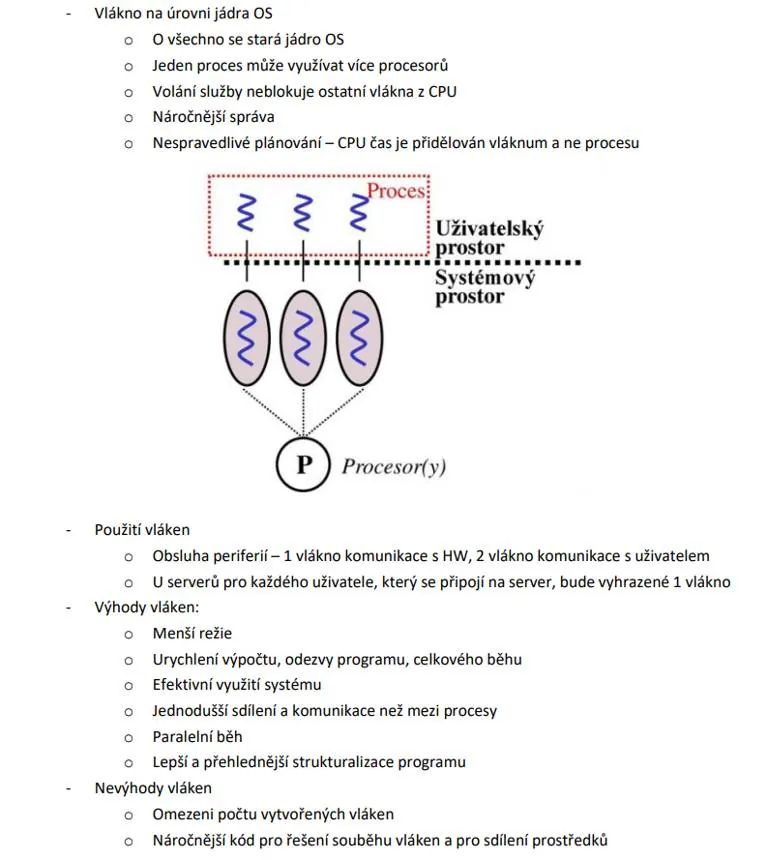 - Vlákno na úrovni jádra OS
o O všechno se stará jádro OS
o Jeden proces může využívat více procesorů
o Volání služby neblokuje ostatní vlákna z CPU
o Náročnější správa
o Nespravedlivé plánování – CPU čas je přidělován vláknum a ne procesu
Proces
Uživatelský
prostor
Systémový
prostor
P Procesor(y)
- Použití vláken
o Obsluha periferií – 1 vlákno komunikace s HW, 2 vlákno komunikace s uživatelem
o U serverů pro každého uživatele, který se připojí na server, bude vyhrazené 1 vlákno
- Výhody vláken:
o Menší režie
o Urychlení výpočtu, odezvy programu, celkového běhu
o Efektivní využití systému
o Jednodušší sdílení a komunikace než mezi procesy
o Paralelní běh
o Lepší a přehlednější strukturalizace programu
- Nevýhody vláken
o Omezeni počtu vytvořených vláken
o Náročnější kód pro řešení souběhu vláken a pro sdílení prostředků